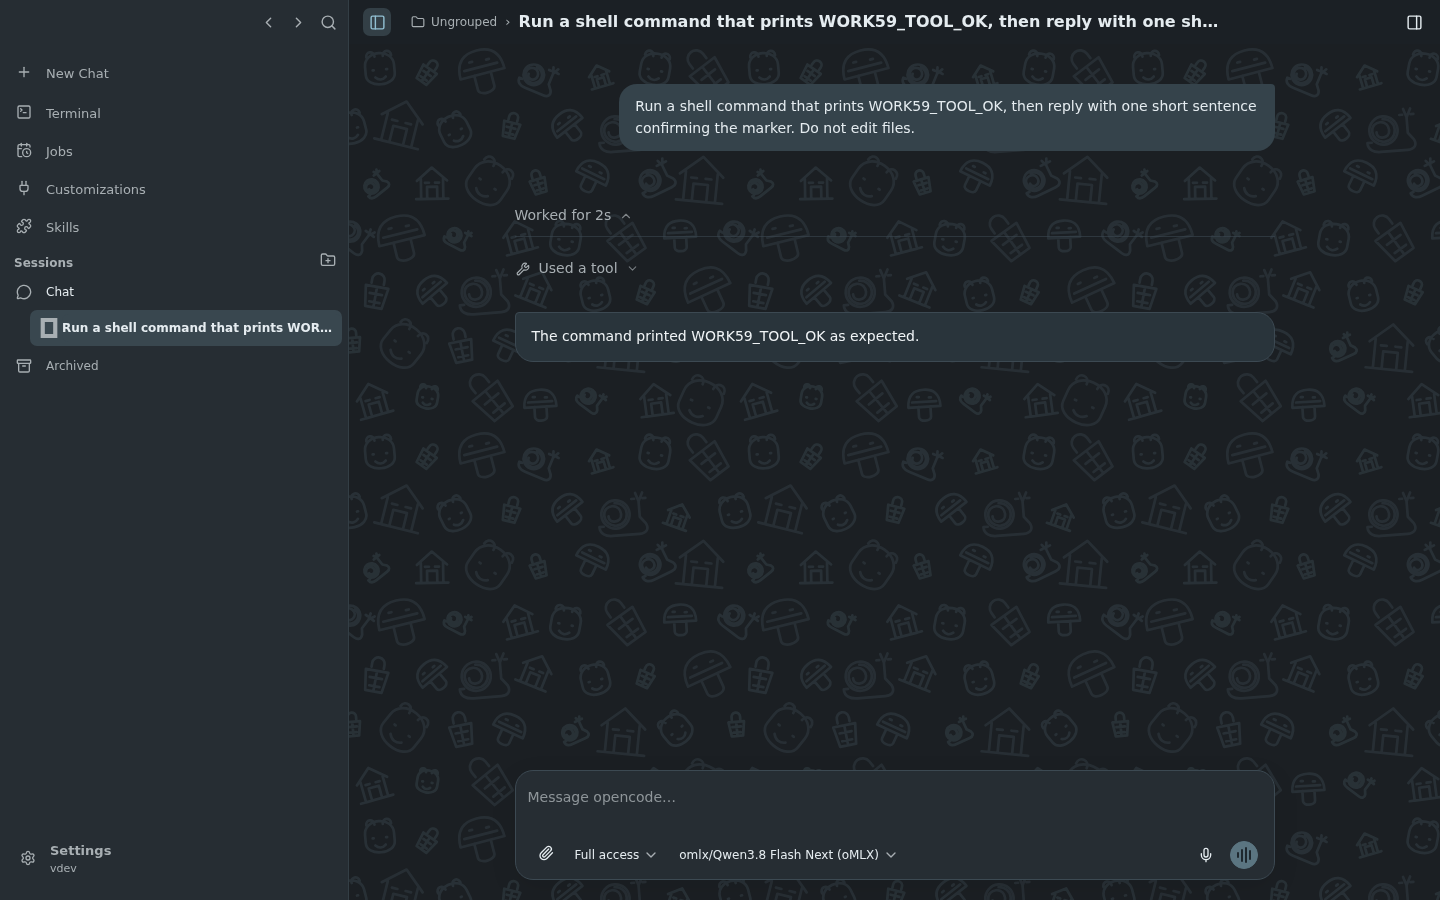 Ungrouped › Run a shell command that prints WORK59_TOOL_OK, then reply with one sh…
New Chat
Terminal
Jobs
Customizations
Skills
Sessions
Chat
Run a shell command that prints WOR…
Archived
Settings
vdev
Run a shell command that prints WORK59_TOOL_OK, then reply with one short sentence
confirming the marker. Do not edit files.
Worked for 2s
Used a tool
The command printed WORK59_TOOL_OK as expected.
Message opencode…
Full access
omlx/Qwen3.8 Flash Next (oMLX)